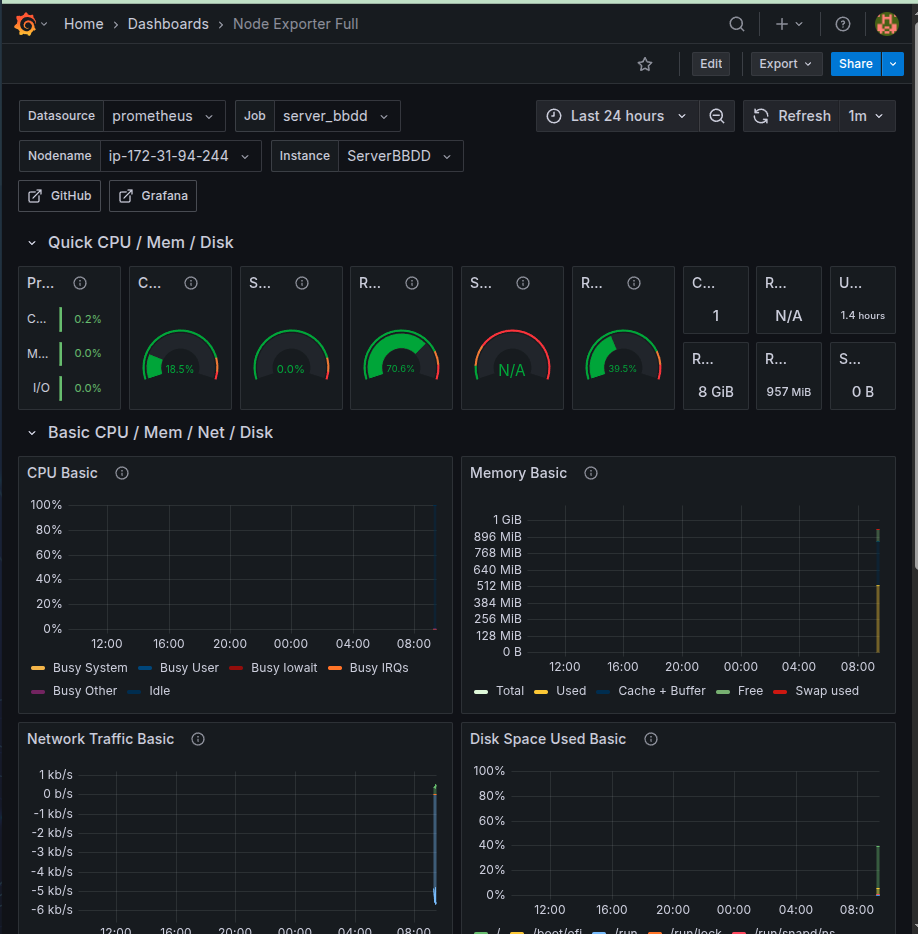 Home › Dashboards › Node Exporter Full
Edit Export Share
Datasource prometheus Job server_bbdd Last 24 hours Refresh 1m
Nodename ip-172-31-94-244 Instance ServerBBDD
GitHub Grafana
Quick CPU / Mem / Disk
Pr... C... S... R... S... R... C... R... U...
C... 0.2%
M... 0.0%
I/O 0.0%
18.5% 0.0% 70.6% N/A 39.5%
1 N/A 1.4 hours
R... R... S...
8 GiB 957 MiB 0 B
Basic CPU / Mem / Net / Disk
CPU Basic
100%
80%
60%
40%
20%
0%
12:00 16:00 20:00 00:00 04:00 08:00
Busy System Busy User Busy Iowait Busy IRQs
Busy Other Idle
Memory Basic
1 GiB
896 MiB
768 MiB
640 MiB
512 MiB
384 MiB
256 MiB
128 MiB
0 B
12:00 16:00 20:00 00:00 04:00 08:00
Total Used Cache + Buffer Free Swap used
Network Traffic Basic
1 kb/s
0 b/s
-1 kb/s
-2 kb/s
-3 kb/s
-4 kb/s
-5 kb/s
-6 kb/s
12:00 16:00 20:00 00:00 04:00 08:00
Disk Space Used Basic
100%
80%
60%
40%
20%
0%
12:00 16:00 20:00 00:00 04:00 08:00
/ /boot/efi /run /run/lock /run/snapd/ns